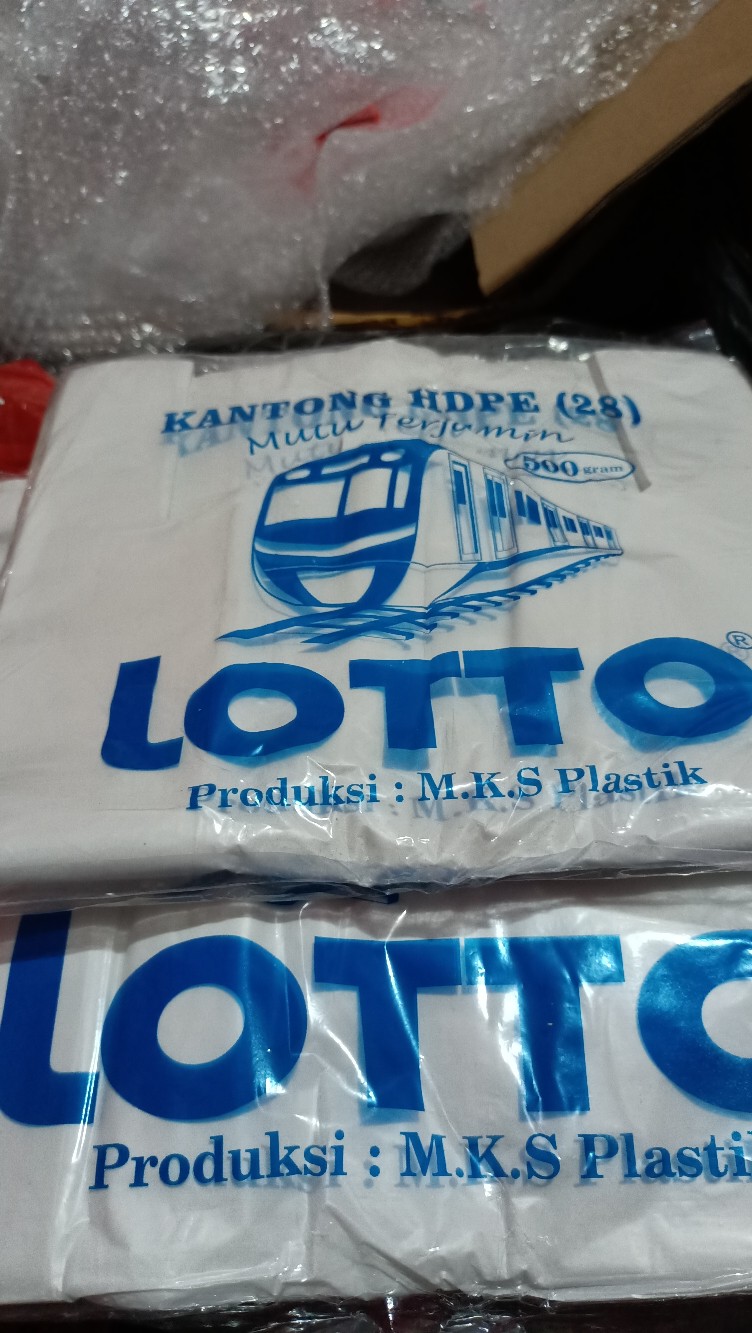 KANTONG HDPE (28)
Mutu Terjamin
500 gram
LOTTO®
Produksi : M.K.S Plastik
LOTTO
Produksi : M.K.S Plasti